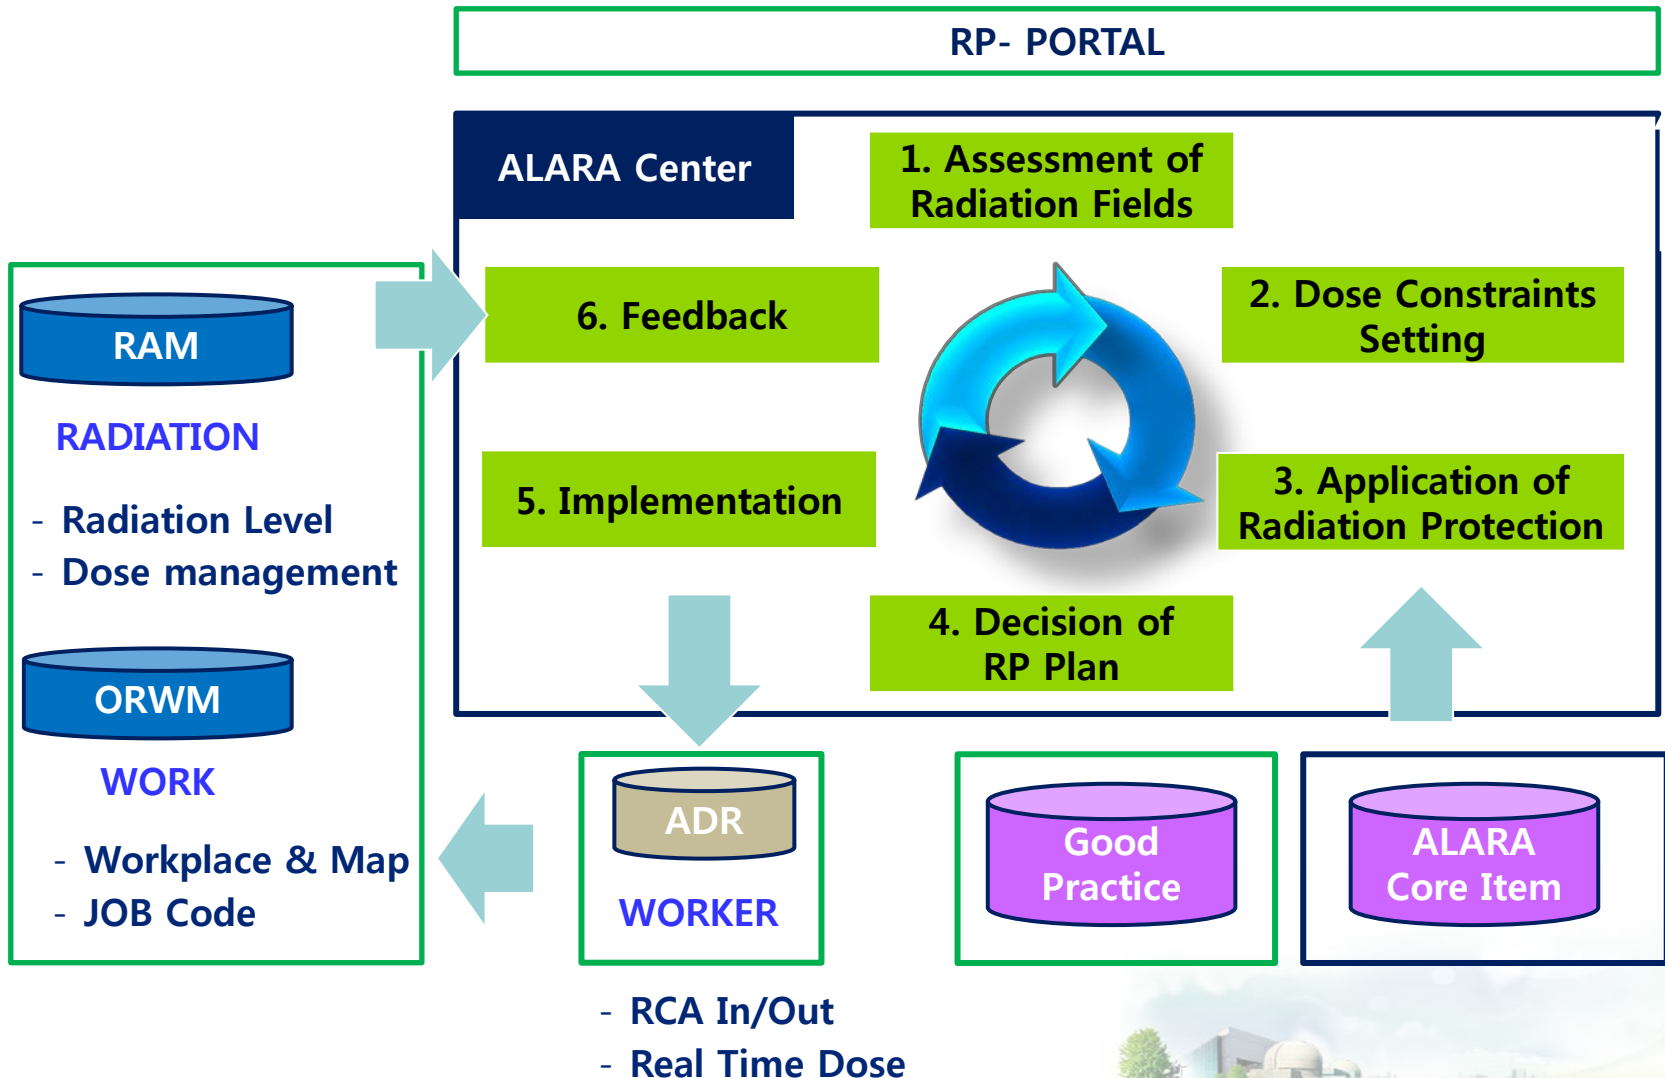 RP- PORTAL
ALARA Center
1. Assessment of
Radiation Fields
2. Dose Constraints
Setting
3. Application of
Radiation Protection
4. Decision of
RP Plan
5. Implementation
6. Feedback
RAM
RADIATION
- Radiation Level
- Dose management
ORWM
WORK
- Workplace & Map
- JOB Code
ADR
WORKER
- RCA In/Out
- Real Time Dose
Good
Practice
ALARA
Core Item